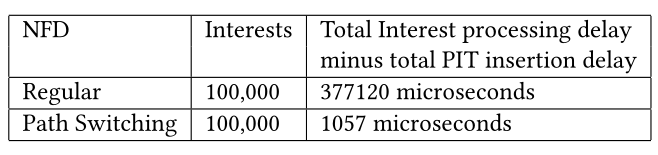 NFD Interests Total Interest processing delay
minus total PIT insertion delay
Regular 100,000 377120 microseconds
Path Switching 100,000 1057 microseconds